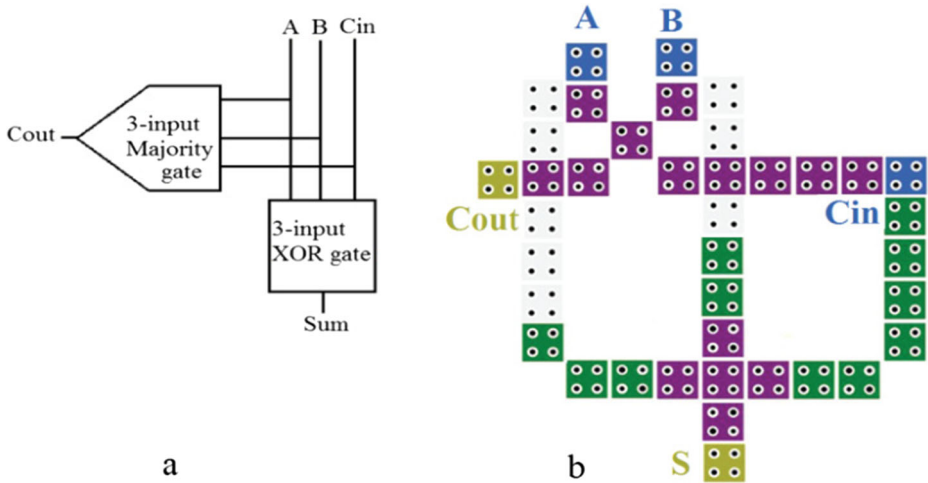 A B Cin
Cout
3-input
Majority
gate
3-input
XOR gate
Sum
a
A B
Cout
Cin
S
b